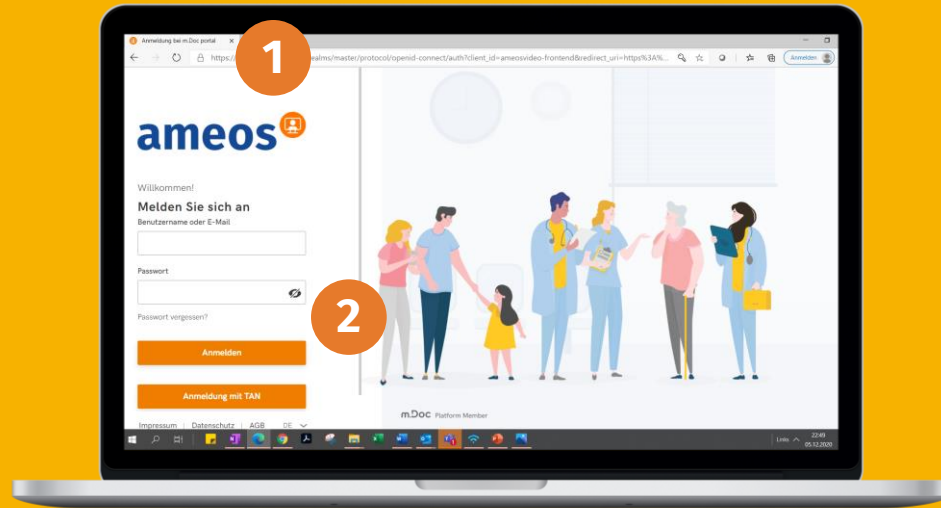 Anmeldung bei m.Doc portal
https://
1
ealms/master/protocol/openid-connect/auth?client_id=ameosvideo-frontend&redirect_uri=https%3A%...
Anmelden
ameos
Willkommen!
Melden Sie sich an
Benutzername oder E-Mail
Passwort
2
Passwort vergessen?
Anmelden
Anmeldung mit TAN
Impressum | Datenschutz | AGB DE
m.Doc Platform Member
Links
22:49
05.12.2020